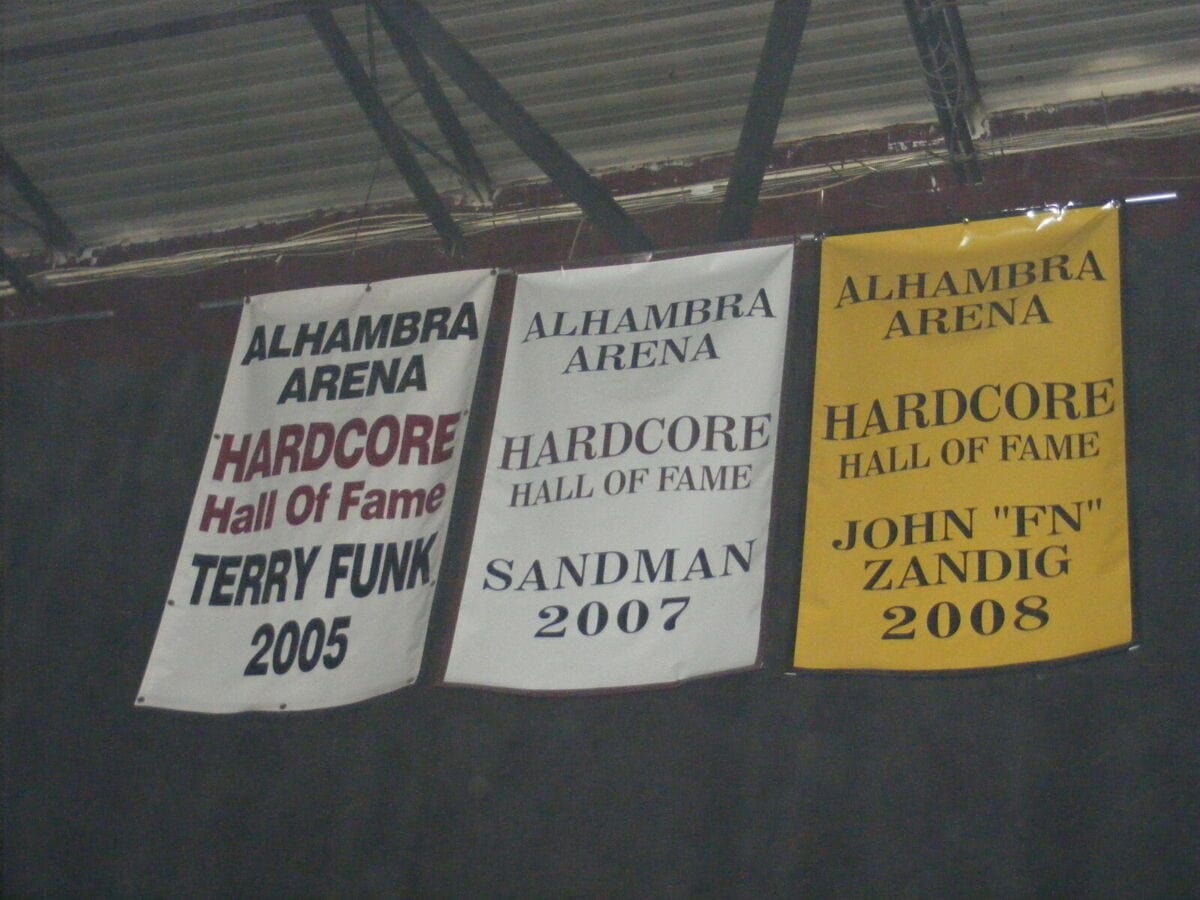 ALHAMBRA
ARENA
HARDCORE
Hall Of Fame
TERRY FUNK
2005
ALHAMBRA
ARENA
HARDCORE
HALL OF FAME
SANDMAN
2007
ALHAMBRA
ARENA
HARDCORE
HALL OF FAME
JOHN "FN"
ZANDIG
2008